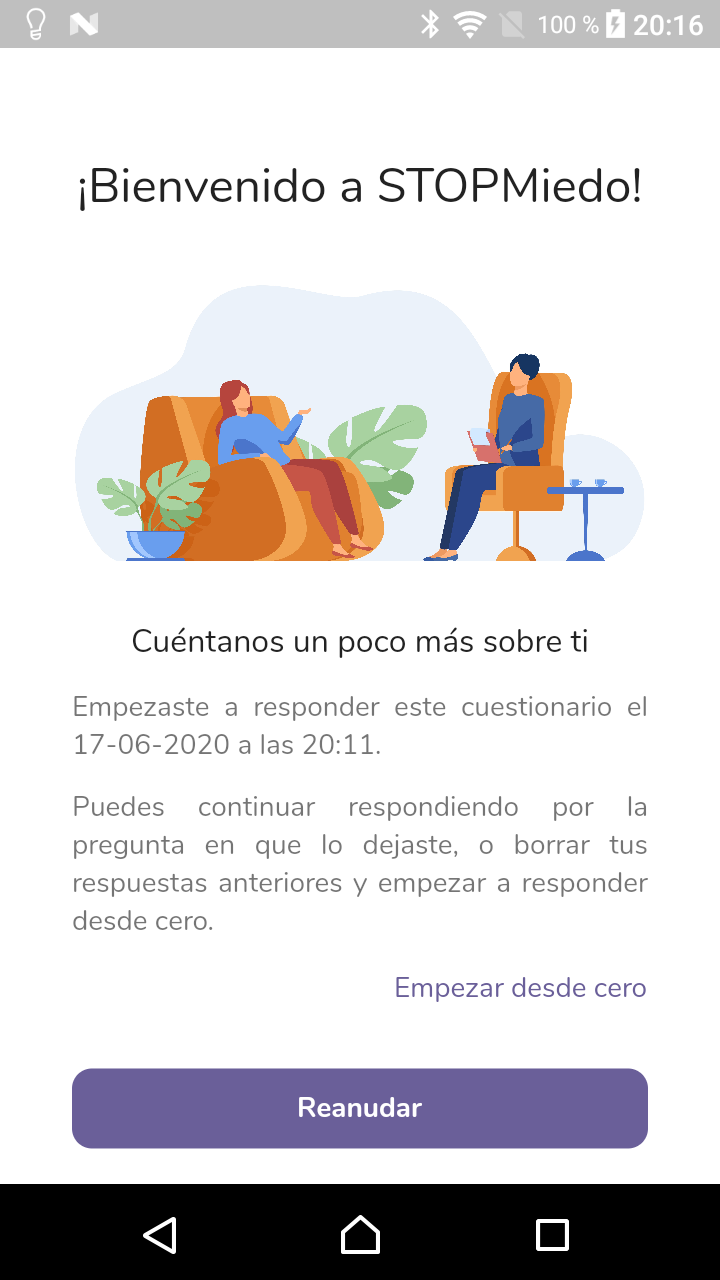 100 % 20:16
¡Bienvenido a STOPMiedo!
Cuéntanos un poco más sobre ti
Empezaste a responder este cuestionario el
17-06-2020 a las 20:11.
Puedes continuar respondiendo por la
pregunta en que lo dejaste, o borrar tus
respuestas anteriores y empezar a responder
desde cero.
Empezar desde cero
Reanudar